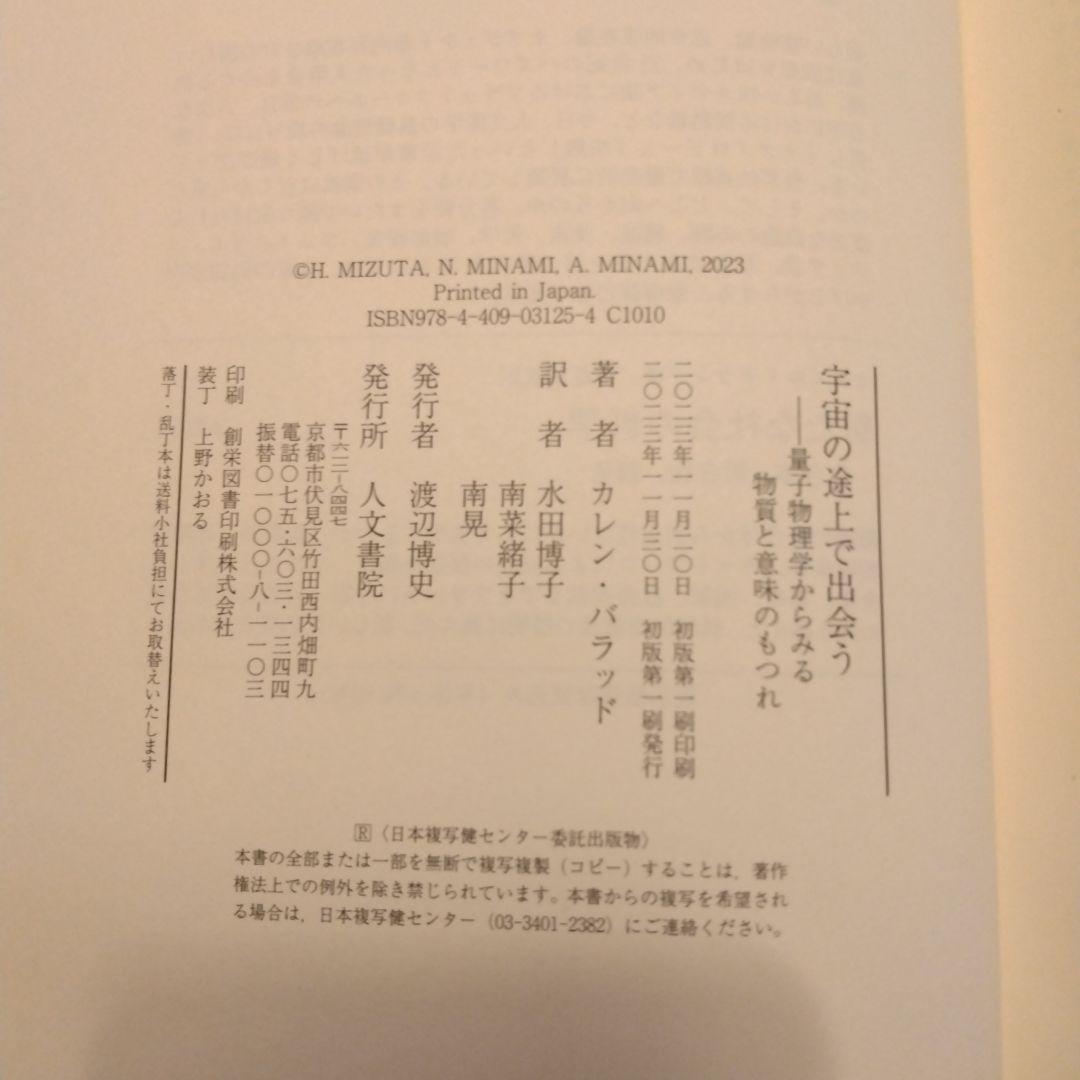 ©H. MIZUTA, N. MINAMI, A. MINAMI, 2023
Printed in Japan.
ISBN978-4-409-03125-4 C1010
宇宙の途上で出会う
——量子物理学からみる
物質と意味のもつれ
二〇二三年一一月二〇日 初版第一刷印刷
二〇二三年一一月三〇日 初版第一刷発行
著者 カレン・バラッド
訳者 水田博子
南菜緒子
南晃
発行者 渡辺博史
発行所 人文書院
〒六一二-八四四七
京都市伏見区竹田西内畑町九
電話〇七五・六〇三・一三四四
振替〇一〇〇〇-八-一一〇三
印刷 創栄図書印刷株式会社
装丁 上野かおる
落丁・乱丁本は送料小社負担にてお取替えいたします
🅁（日本複写健センター委託出版物）
本書の全部または一部を無断で複写複製（コピー）することは，著作
権法上での例外を除き禁じられています。本書からの複写を希望され
る場合は，日本複写健センター（03-3401-2382）にご連絡ください。